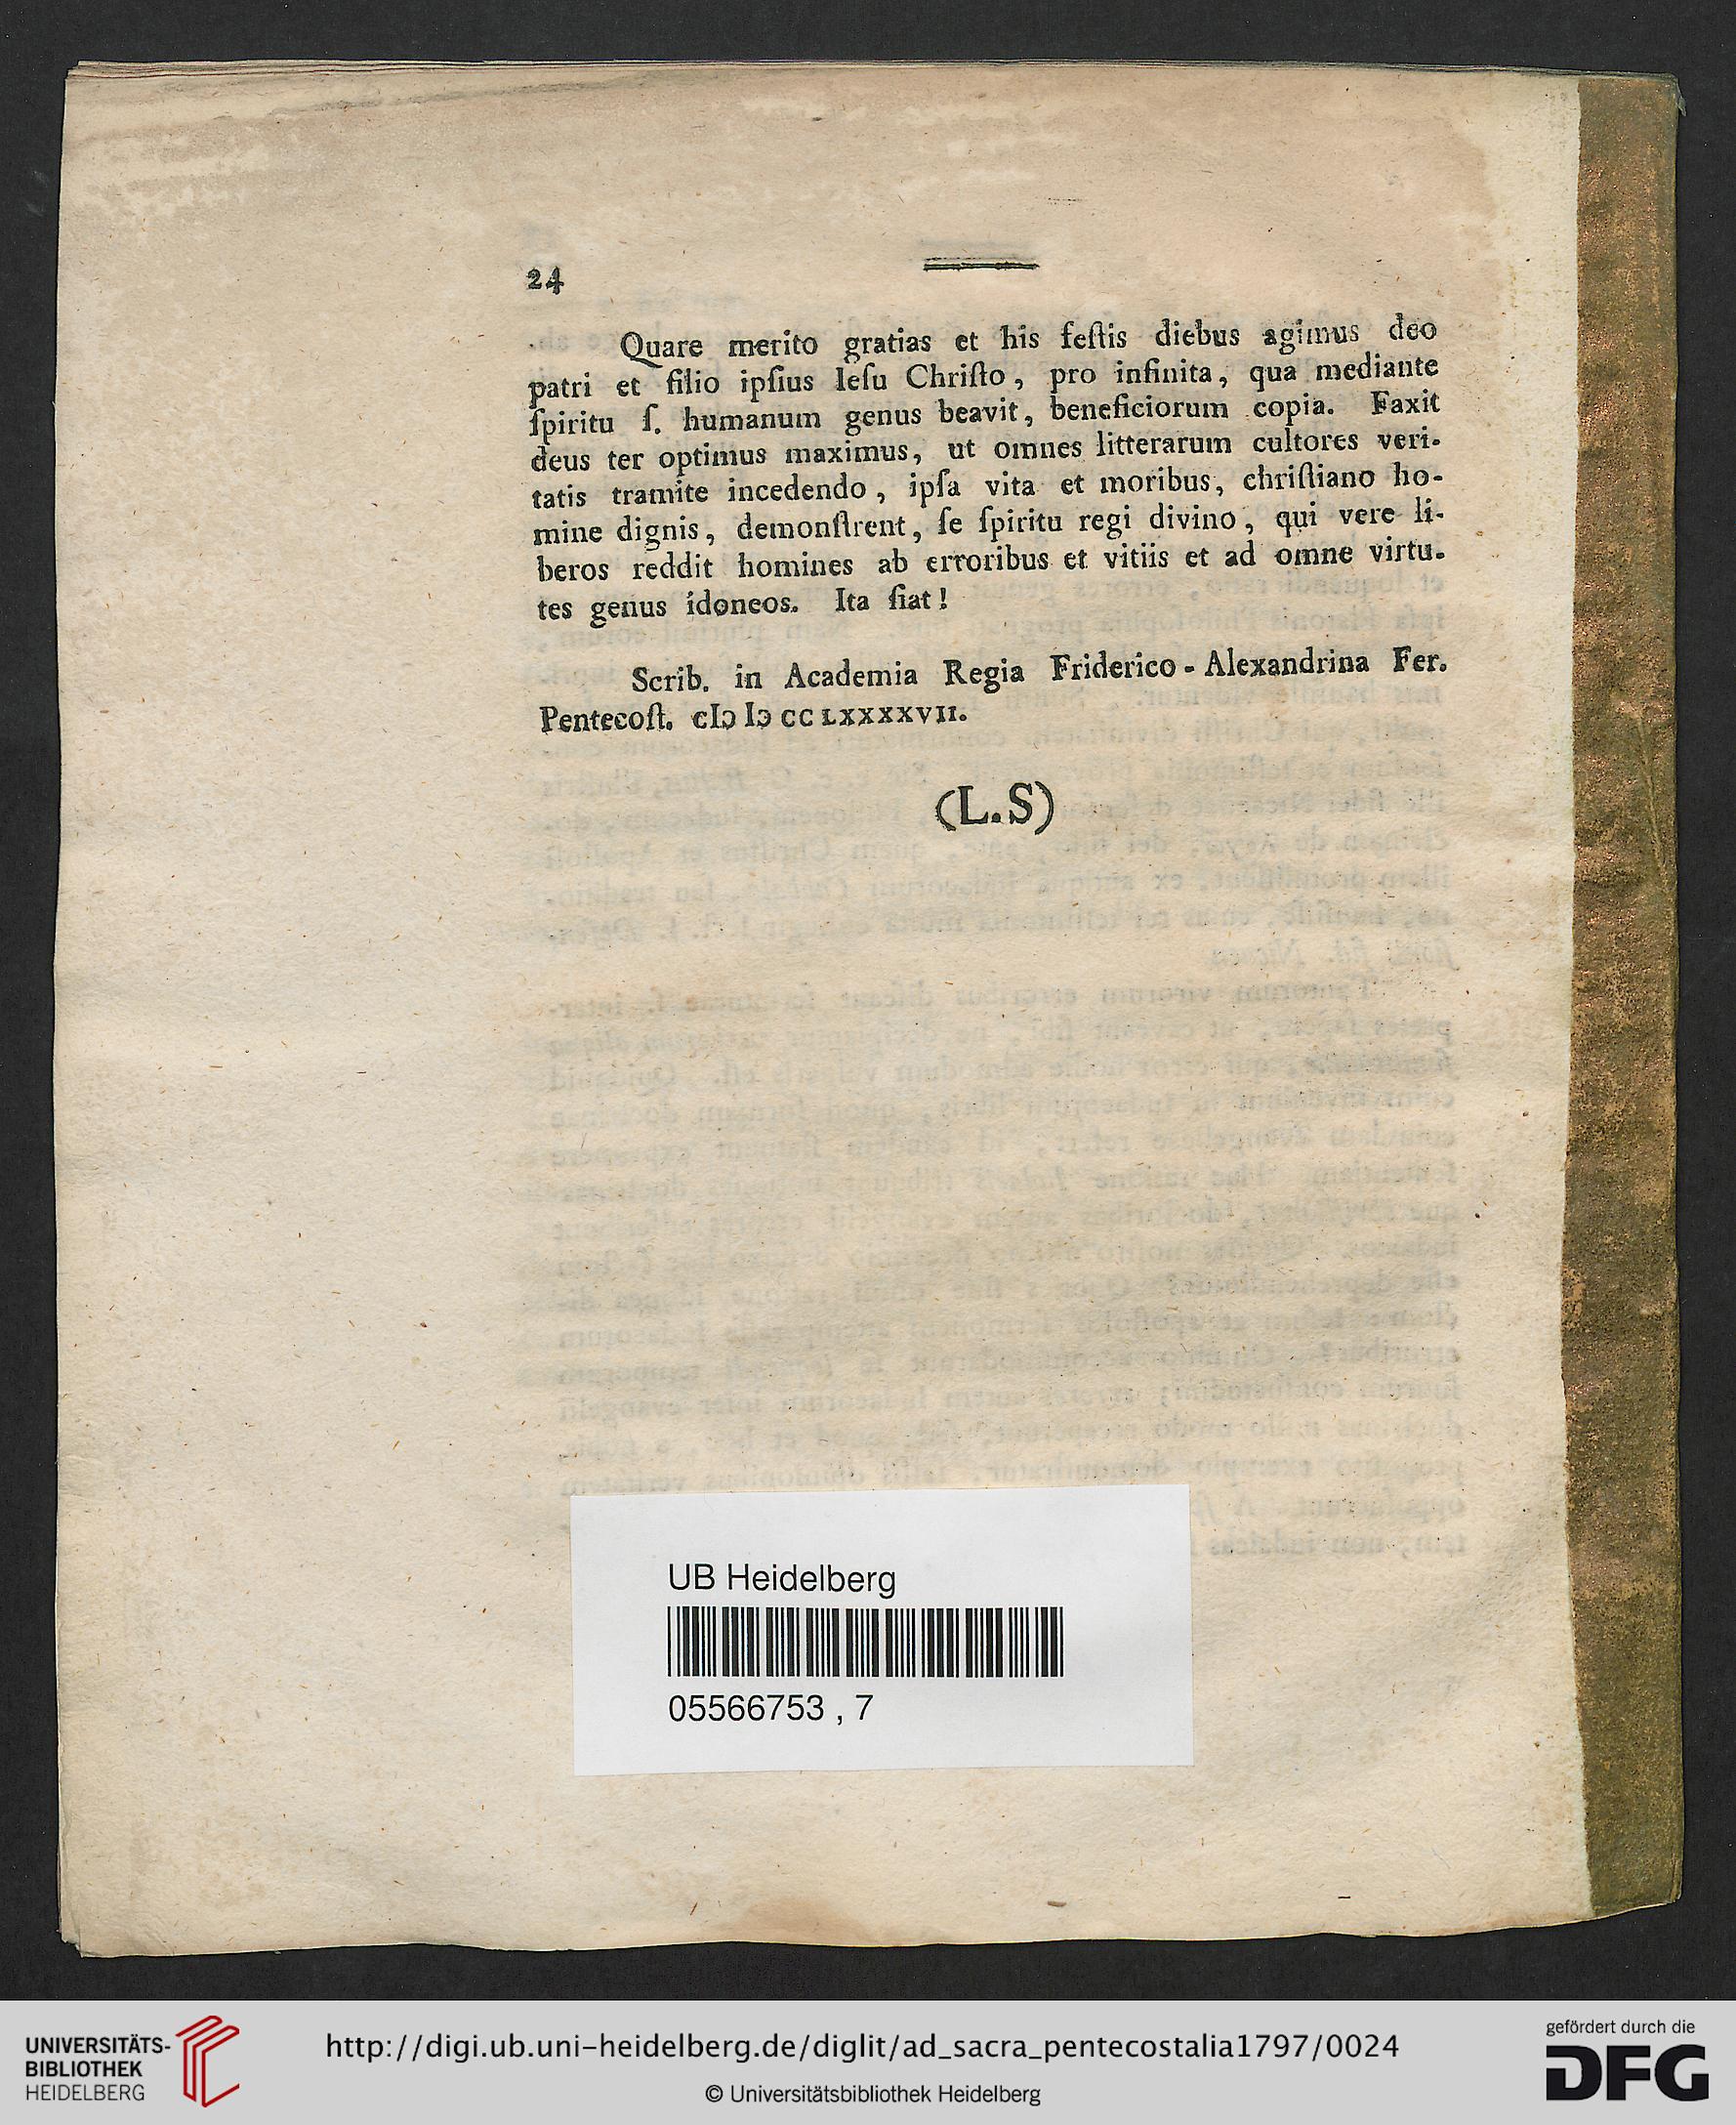 24
Quare merito gratias et his feſtis diebus agimus deo
patri et filio ipſius Ieſu Chriſto, pro infinita, qua mediante
ſpiritu ſ. humanum genus beavit, beneficiorum copia. Faxit
deus ter optimus maximus, ut omnes litterarum cultores veri-
tatis tramite incedendo, ipſa vita et moribus, chriſtiano ho-
mine dignis, demonſtrent, ſe ſpiritu regi divino, qui vere li-
beros reddit homines ab erroribus et vitiis et ad omne virtu-
tes genus idoneos. Ita fiat!
Scrib. in Academia Regia Friderico-Alexandrina Fer.
Pentecoſt. cIɔ Iɔ CC LXXXXVII.
(L.S)
UB Heidelberg
05566753 , 7
UNIVERSITÄTS-
BIBLIOTHEK
HEIDELBERG
http://digi.ub.uni-heidelberg.de/diglit/ad_sacra_pentecostalia1797/0024
© Universitätsbibliothek Heidelberg
gefördert durch die
DFG